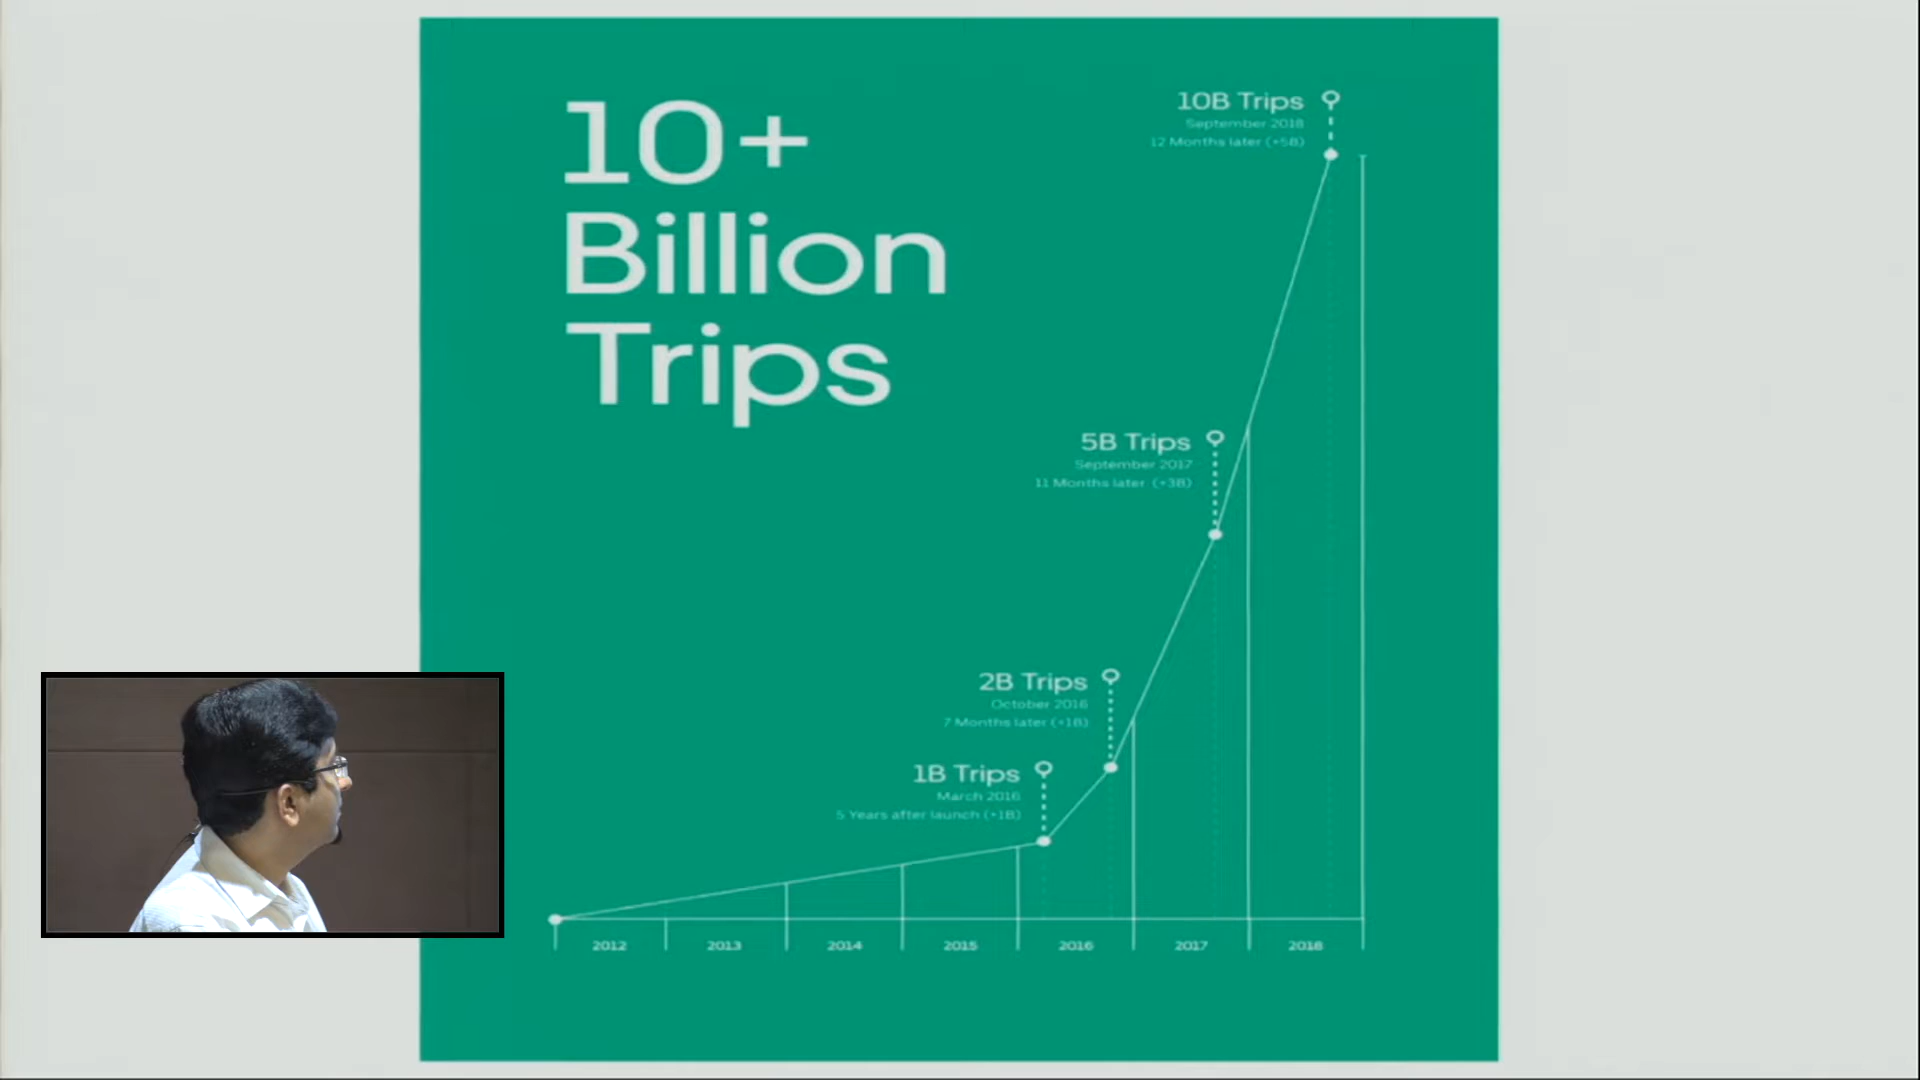 10+
Billion
Trips
10B Trips
September 2018
12 Months later (+5B)
5B Trips
September 2017
11 Months later (+3B)
2B Trips
October 2016
7 Months later (+1B)
1B Trips
March 2016
5 Years after launch (+1B)
2012 2013 2014 2015 2016 2017 2018